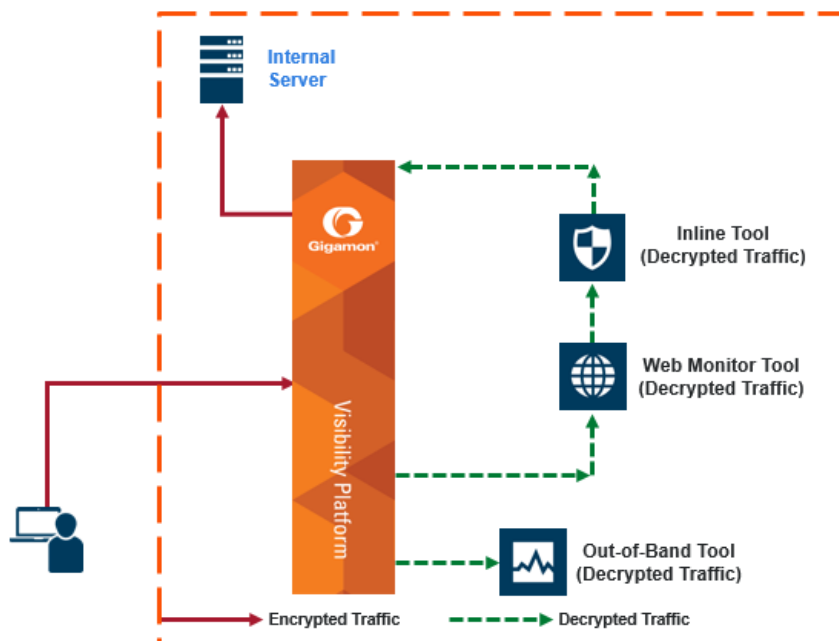 Internal
Server
Gigamon®
Inline Tool
(Decrypted Traffic)
Web Monitor Tool
(Decrypted Traffic)
Visibility Platform
Out-of-Band Tool
(Decrypted Traffic)
Encrypted Traffic
Decrypted Traffic